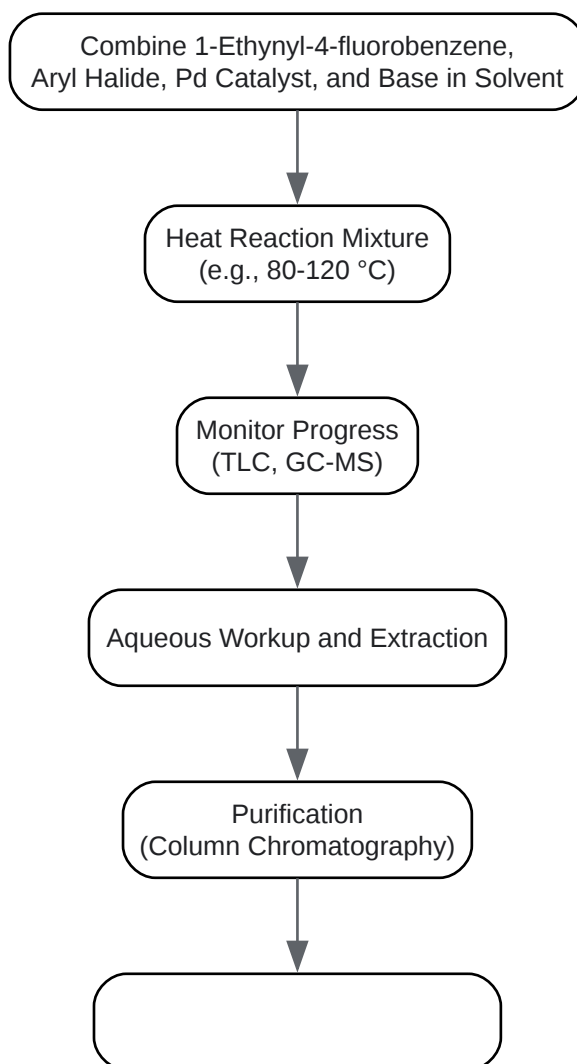 Combine 1-Ethynyl-4-fluorobenzene,
Aryl Halide, Pd Catalyst, and Base in Solvent
Heat Reaction Mixture
(e.g., 80-120 °C)
Monitor Progress
(TLC, GC-MS)
Aqueous Workup and Extraction
Purification
(Column Chromatography)